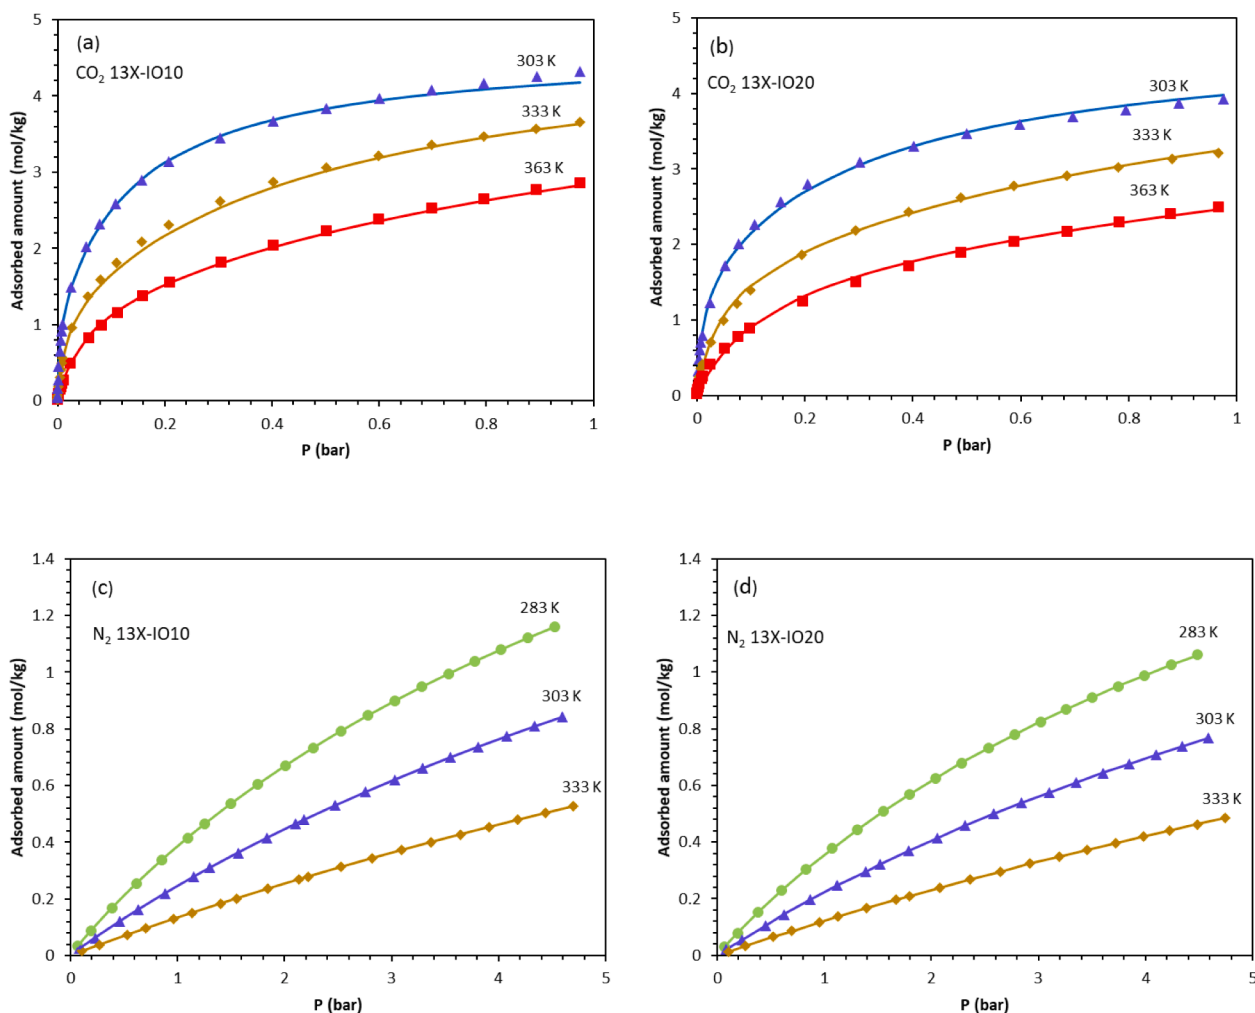 (a)
CO₂ 13X-IO10
303 K
333 K
363 K
Adsorbed amount (mol/kg)
5
4
3
2
1
0
0 0.2 0.4 0.6 0.8 1
P (bar)
(b)
CO₂ 13X-IO20
303 K
333 K
363 K
Adsorbed amount (mol/kg)
5
4
3
2
1
0
0 0.2 0.4 0.6 0.8 1
P (bar)
(c)
N₂ 13X-IO10
283 K
303 K
333 K
Adsorbed amount (mol/kg)
1.4
1.2
1
0.8
0.6
0.4
0.2
0
0 1 2 3 4 5
P (bar)
(d)
N₂ 13X-IO20
283 K
303 K
333 K
Adsorbed amount (mol/kg)
1.4
1.2
1
0.8
0.6
0.4
0.2
0
0 1 2 3 4 5
P (bar)